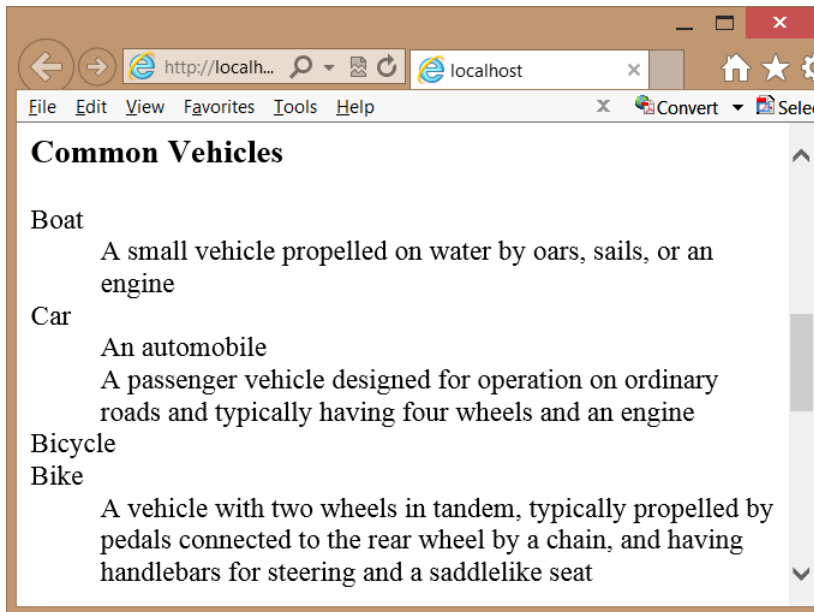 http://localh...
localhost
File Edit View Favorites Tools Help
Convert
Common Vehicles
Boat
A small vehicle propelled on water by oars, sails, or an
engine
Car
An automobile
A passenger vehicle designed for operation on ordinary
roads and typically having four wheels and an engine
Bicycle
Bike
A vehicle with two wheels in tandem, typically propelled by
pedals connected to the rear wheel by a chain, and having
handlebars for steering and a saddlelike seat